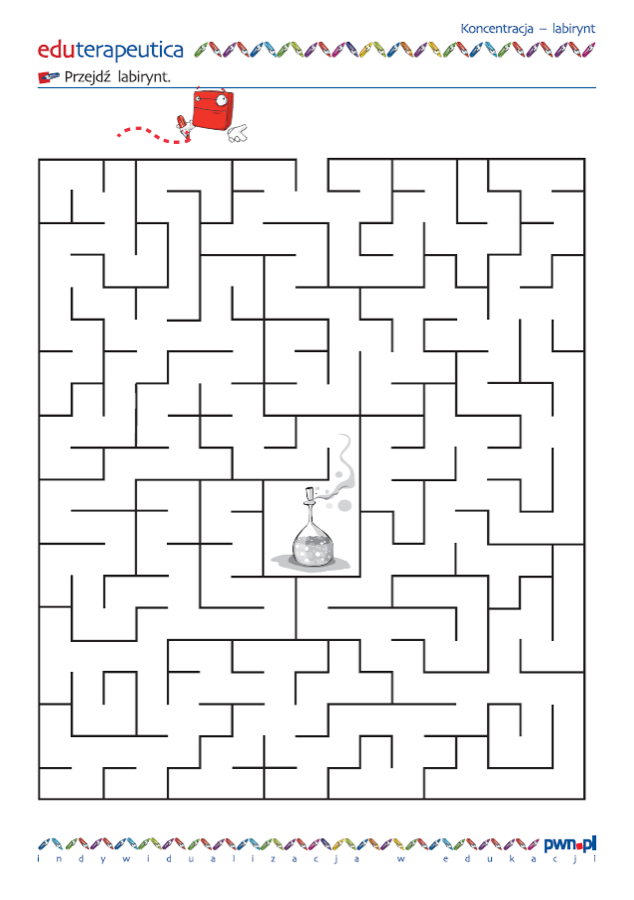 Koncentracja – labirynt
eduterapeutica
Przejdź labirynt.
pwn.pl
indywidualizacja w edukacji